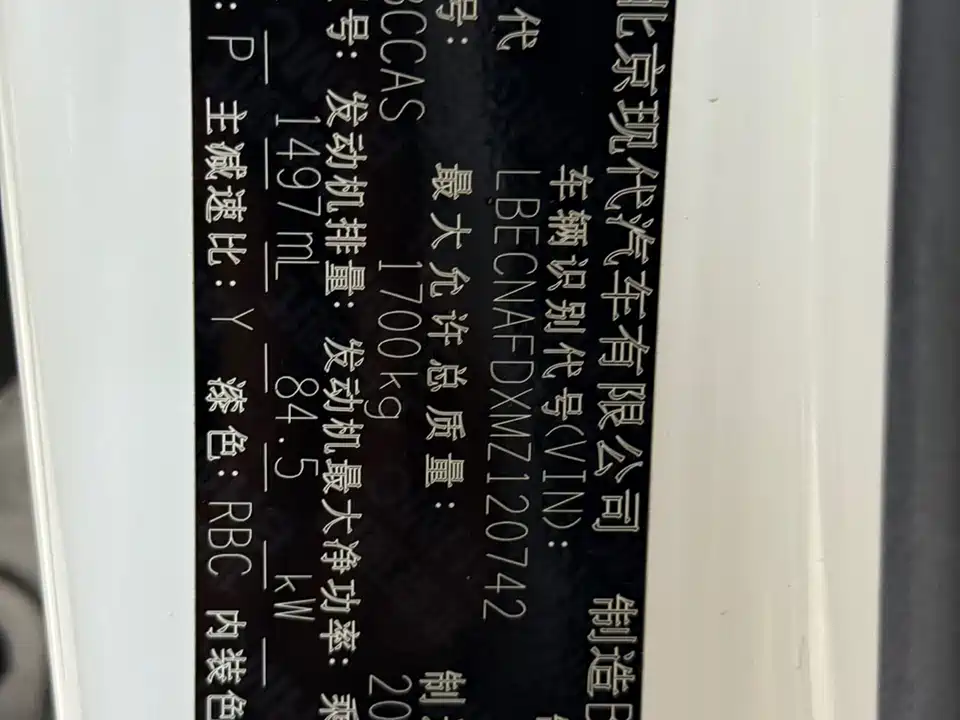 北京现代汽车有限公司 制造
车辆识别代号(VIN):
代 LBECNAFDXMZ120742
号: 最大允许总质量: 制
BCCAS 1700kg 20
号: 发动机排量: 发动机最大净功率: 乘
1497mL 84.5 kW
P 主减速比: Y 漆色: RBC 内装色